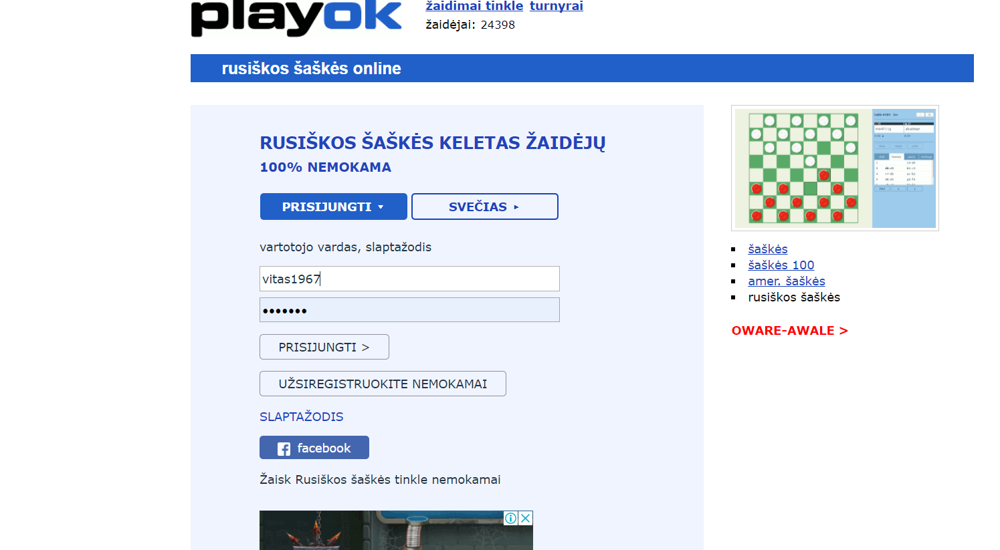 playok
žaidimai tinkle turnyrai
žaidėjai: 24398
rusiškos šaškės online
RUSIŠKOS ŠAŠKĖS KELETAS ŽAIDĖJŲ
100% NEMOKAMA
PRISIJUNGTI
SVEČIAS
vartotojo vardas, slaptažodis
vitas1967
•••••••
PRISIJUNGTI >
UŽSIREGISTRUOKITE NEMOKAMAI
SLAPTAŽODIS
facebook
Žaisk Rusiškos šaškės tinkle nemokamai
šaškės
šaškės 100
amer. šaškės
rusiškos šaškės
OWARE-AWALE >